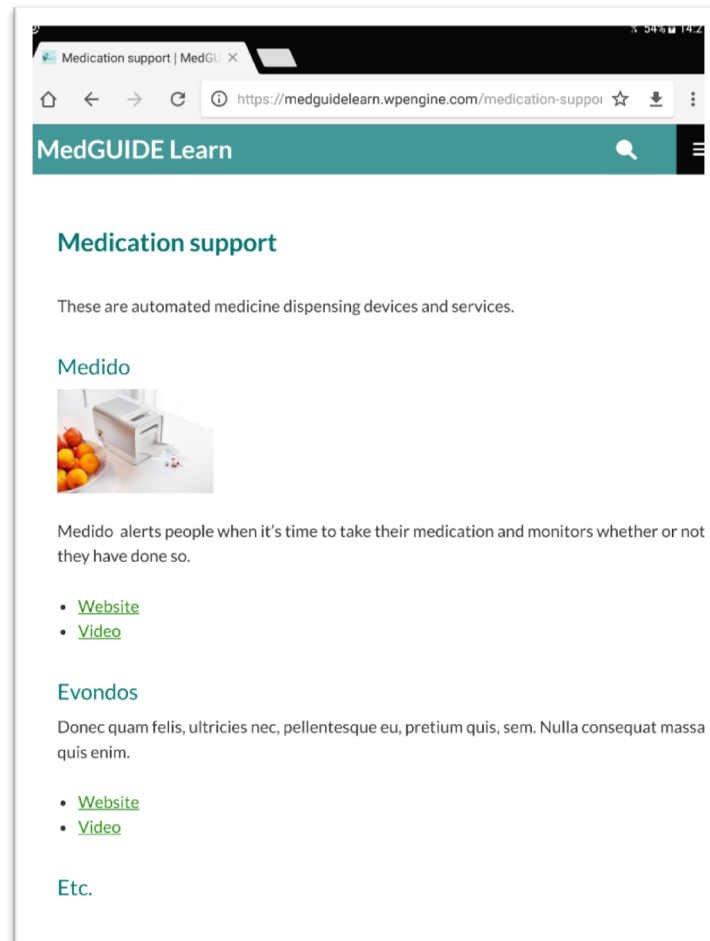 54% 14:2
Medication support | MedGU
https://medguidelearn.wpengine.com/medication-suppor
MedGUIDE Learn
Medication support
These are automated medicine dispensing devices and services.
Medido
Medido alerts people when it's time to take their medication and monitors whether or not
they have done so.
• Website
• Video
Evondos
Donec quam felis, ultricies nec, pellentesque eu, pretium quis, sem. Nulla consequat massa
quis enim.
• Website
• Video
Etc.